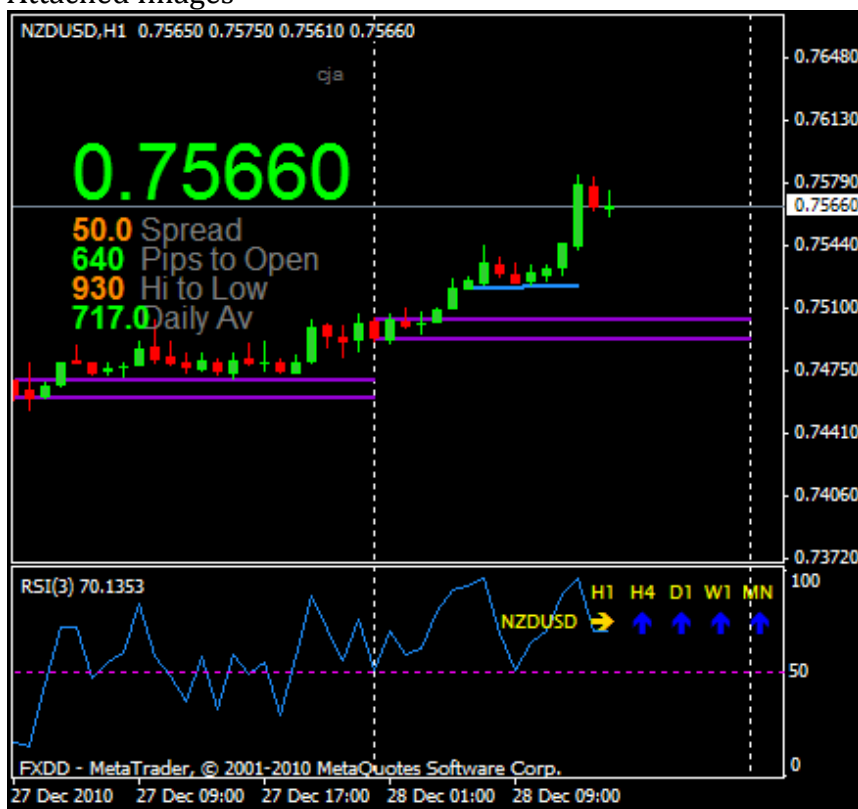 Attached Images
NZDUSD,H1 0.75650 0.75750 0.75610 0.75660
cja
0.75660
50.0 Spread
640 Pips to Open
930 Hi to Low
717.0 Daily Av
0.76480
0.76130
0.75790
0.75660
0.75440
0.75100
0.74750
0.74410
0.74060
0.73720
RSI(3) 70.1353
H1 H4 D1 W1 MN
NZDUSD
100
50
0
FXDD - MetaTrader, © 2001-2010 MetaQuotes Software Corp.
27 Dec 2010 27 Dec 09:00 27 Dec 17:00 28 Dec 01:00 28 Dec 09:00